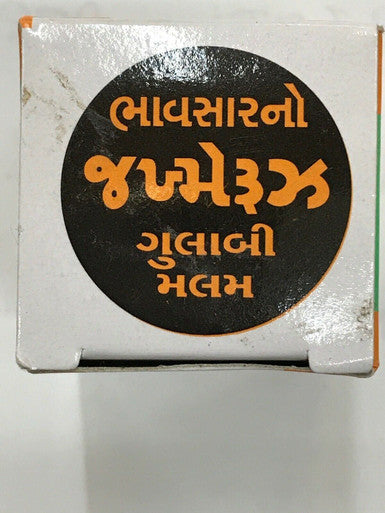 ભાવસારનો
જખ્મેરૂઝ
ગુલાબી
મલમ